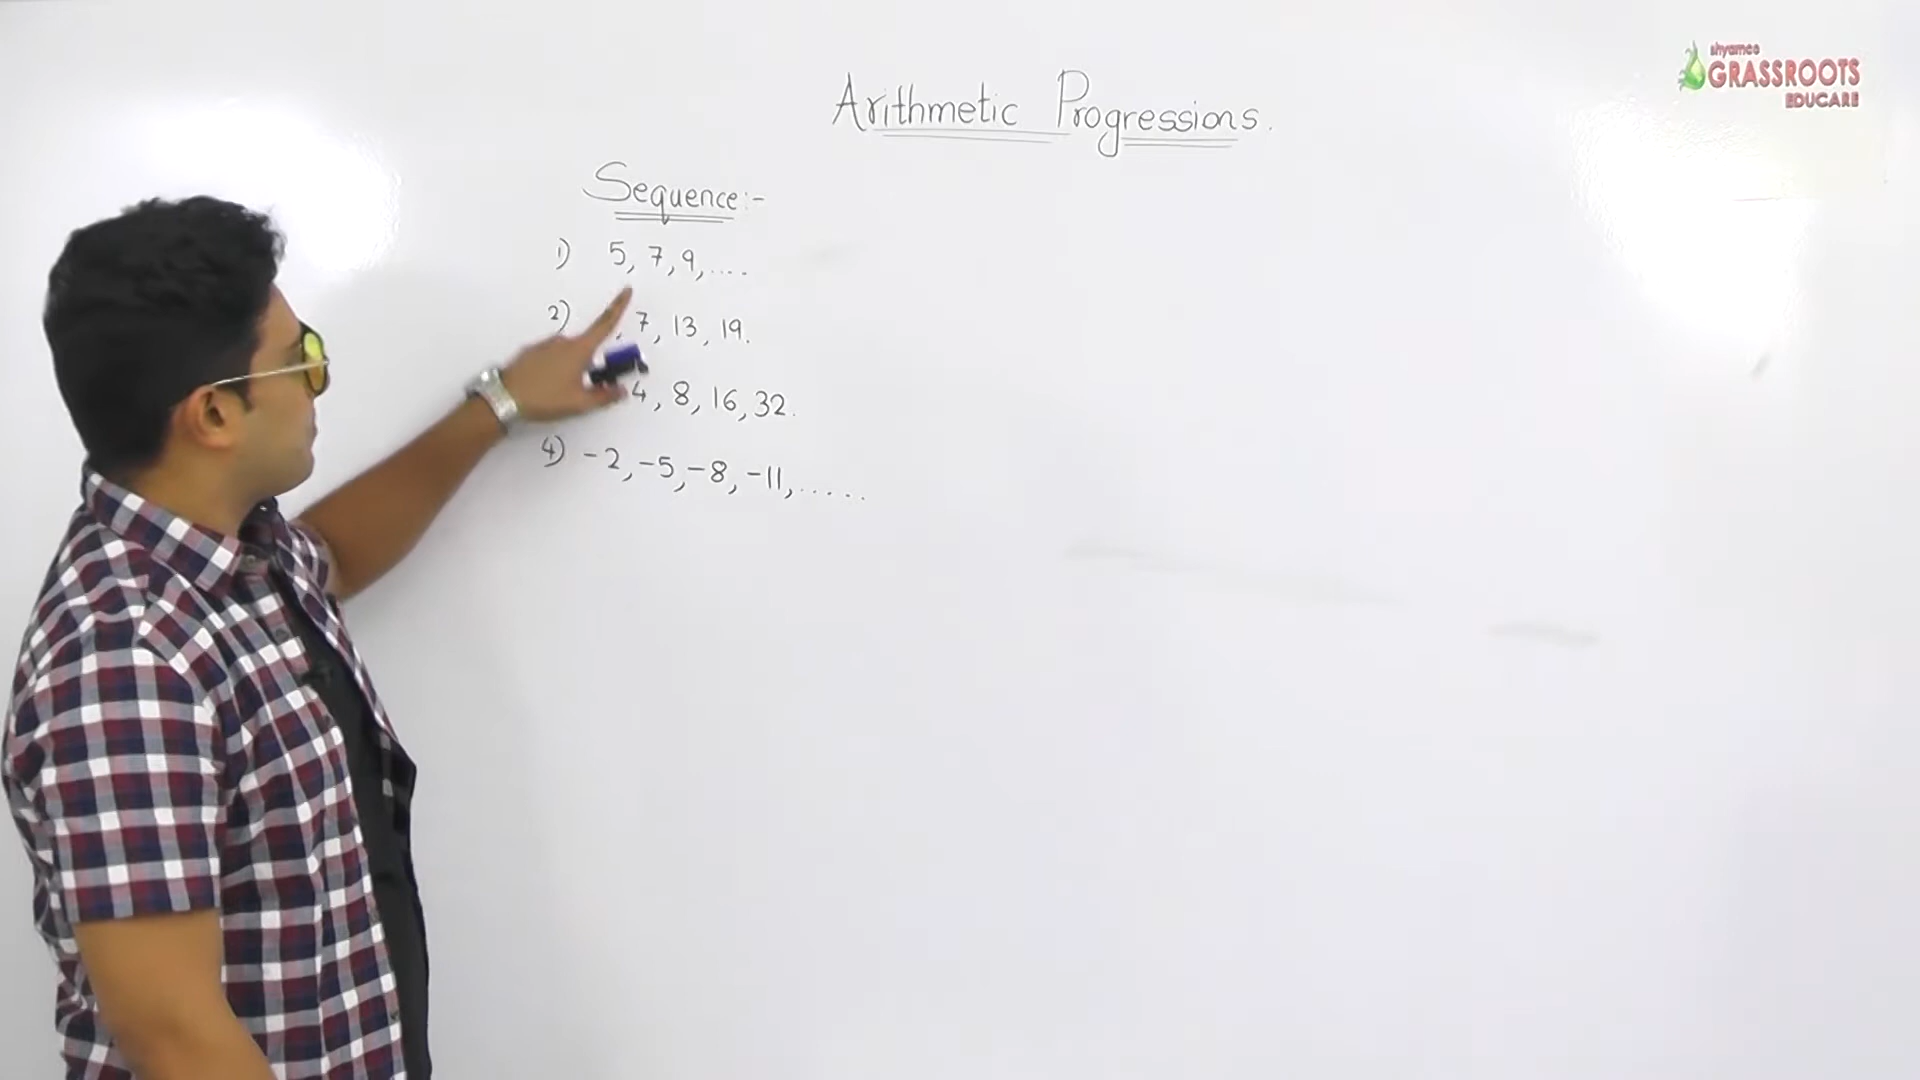 shyamee
GRASSROOTS
EDUCARE
Arithmetic Progressions.
Sequence:-
1) 5, 7, 9, ....
2) , 7, 13, 19.
4, 8, 16, 32.
4) -2, -5, -8, -11, .....